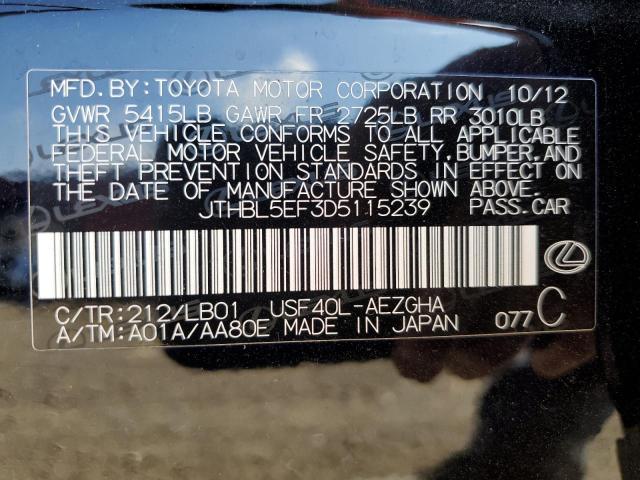 MFD. BY: TOYOTA MOTOR CORPORATION 10/12
GVWR 5415LB GAWR FR 2725LB RR 3010LB
THIS VEHICLE CONFORMS TO ALL APPLICABLE
FEDERAL MOTOR VEHICLE SAFETY, BUMPER, AND
THEFT PREVENTION STANDARDS IN EFFECT ON
THE DATE OF MANUFACTURE SHOWN ABOVE.
JTHBL5EF3D5115239 PASS. CAR
C/TR: 212/LB01 USF40L-AEZGHA
A/TM: A01A/AA80E MADE IN JAPAN 077 C